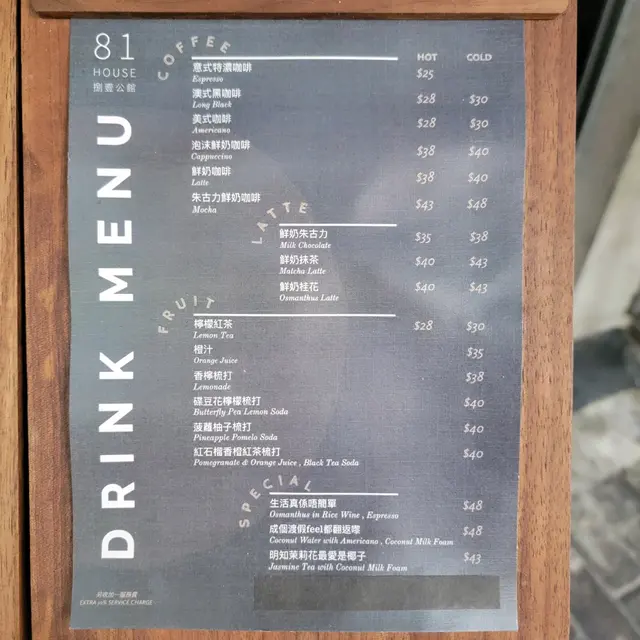 81
HOUSE
捌壹公館
DRINK MENU
COFFEE
HOT COLD
意式特濃咖啡 $25
Espresso
澳式黑咖啡 $28 $30
Long Black
美式咖啡 $28 $30
Americano
泡沫鮮奶咖啡 $38 $40
Cappuccino
鮮奶咖啡 $38 $40
Latte
朱古力鮮奶咖啡 $43 $48
Mocha
LATTE
鮮奶朱古力 $35 $38
Milk Chocolate
鮮奶抹茶 $40 $43
Matcha Latte
鮮奶桂花 $40 $43
Osmanthus Latte
FRUIT
檸檬紅茶 $28 $30
Lemon Tea
橙汁 $35
Orange Juice
香檸梳打 $38
Lemonade
碟豆花檸檬梳打 $40
Butterfly Pea Lemon Soda
菠蘿柚子梳打 $40
Pineapple Pomelo Soda
紅石榴香橙紅茶梳打 $40
Pomegranate & Orange Juice , Black Tea Soda
SPECIAL
生活真係唔簡單 $48
Osmanthus in Rice Wine , Espresso
成個渡假feel都翻返嚟 $48
Coconut Water with Americano , Coconut Milk Foam
明知茉莉花最愛是椰子 $43
Jasmine Tea with Coconut Milk Foam
另收加一服務費
EXTRA 10% SERVICE CHARGE